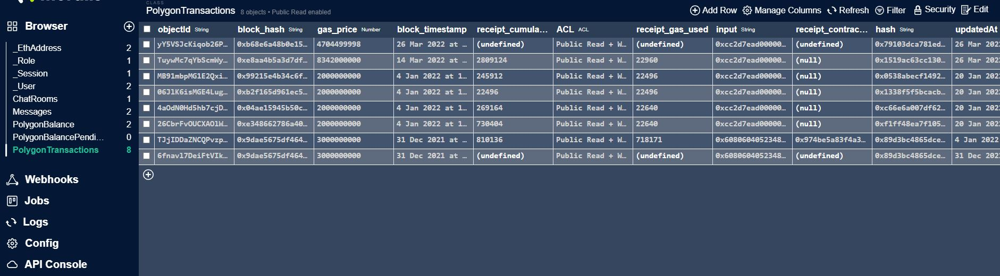 CLASS
PolygonTransactions 8 objects • Public Read enabled
Add Row Manage Columns Refresh Filter Security Edit
Browser
_EthAddress 2
_Role 1
_Session 1
_User 2
ChatRooms 1
Messages 2
PolygonBalance 2
PolygonBalancePendi... 0
PolygonTransactions 8
Webhooks
Jobs
Logs
Config
API Console
objectId String block_hash String gas_price Number block_timestamp receipt_cumula... ACL ACL receipt_gas_used input String receipt_contrac... hash String updatedAt
yY5VSJcKiqob26P... 0xb68e6a48b0e15... 4704499998 26 Mar 2022 at ... (undefined) Public Read + W... (undefined) 0xcc2d7ead00000... (undefined) 0x79103dca781ed... 26 Mar 202
TuywMc7qYbScmWy... 0xe8aa4b5a3d7df... 8342000000 14 Mar 2022 at ... 2809124 Public Read + W... 22960 0xcc2d7ead00000... (null) 0x1519ac63cc130... 26 Mar 202
MB91mbpMG1E2Qxi... 0x99215e4b34c6f... 2000000000 4 Jan 2022 at 1... 245912 Public Read + W... 22496 0xcc2d7ead00000... (null) 0x0538abecf1492... 20 Jan 202
06J1K6isMGE4Lug... 0xb2f165d961ec5... 2000000000 4 Jan 2022 at 1... 22496 Public Read + W... 22496 0xcc2d7ead00000... (null) 0x1338f5f5bcacb... 20 Jan 202
4aOdN0Hd5hb7cjD... 0x04ae15945b50c... 2000000000 4 Jan 2022 at 1... 269164 Public Read + W... 22640 0xcc2d7ead00000... (null) 0xc66e6a007df62... 20 Jan 202
26CbrFvOUCXAO1W... 0xe348662786a40... 2000000000 4 Jan 2022 at 1... 730404 Public Read + W... 22640 0xcc2d7ead00000... (null) 0xf1ff48ea7f105... 20 Jan 202
TJjIDDaZNCQPvzp... 0x9dae5675df464... 3000000000 31 Dec 2021 at ... 810136 Public Read + W... 718171 0x6080604052348... 0x974be5a83f4a3... 0x89d3bc4865dce... 4 Jan 2022
6fnavl7DeiFtVIk... 0x9dae5675df464... 3000000000 31 Dec 2021 at ... (undefined) Public Read + W... (undefined) 0x6080604052348... (undefined) 0x89d3bc4865dce... 31 Dec 202